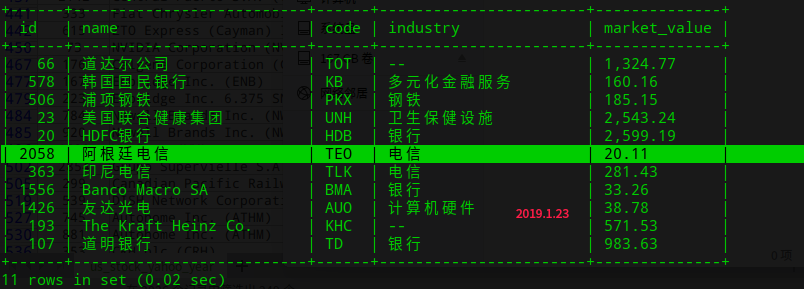 id | name | code | industry | market_value
66 | 道达尔公司 | TOT | -- | 1,324.77
578 | 韩国国民银行 | KB | 多元化金融服务 | 160.16
506 | 浦项钢铁 | PKX | 钢铁 | 185.15
23 | 美国联合健康集团 | UNH | 卫生保健设施 | 2,543.24
20 | HDFC银行 | HDB | 银行 | 2,599.19
2058 | 阿根廷电信 | TEO | 电信 | 20.11
363 | 印尼电信 | TLK | 电信 | 281.43
1556 | Banco Macro SA | BMA | 银行 | 33.26
1426 | 友达光电 | AUO | 计算机硬件 | 38.78
2019.1.23
193 | The Kraft Heinz Co. | KHC | -- | 571.53
107 | 道明银行 | TD | 银行 | 983.63
11 rows in set (0.02 sec)